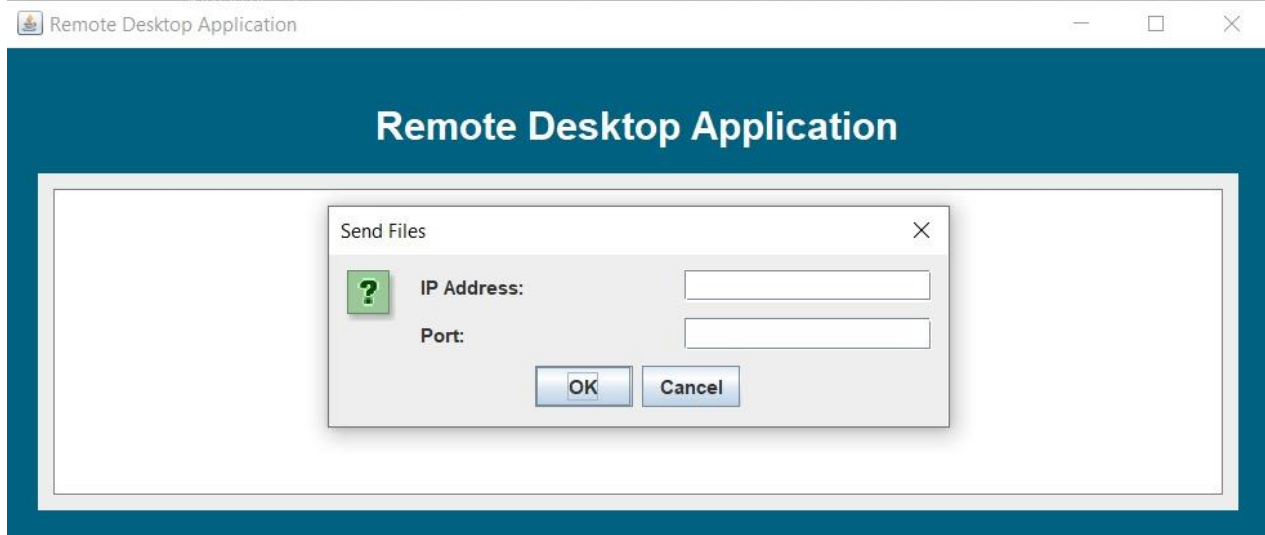 Remote Desktop Application
Remote Desktop Application
Send Files
?
IP Address:
Port:
OK Cancel